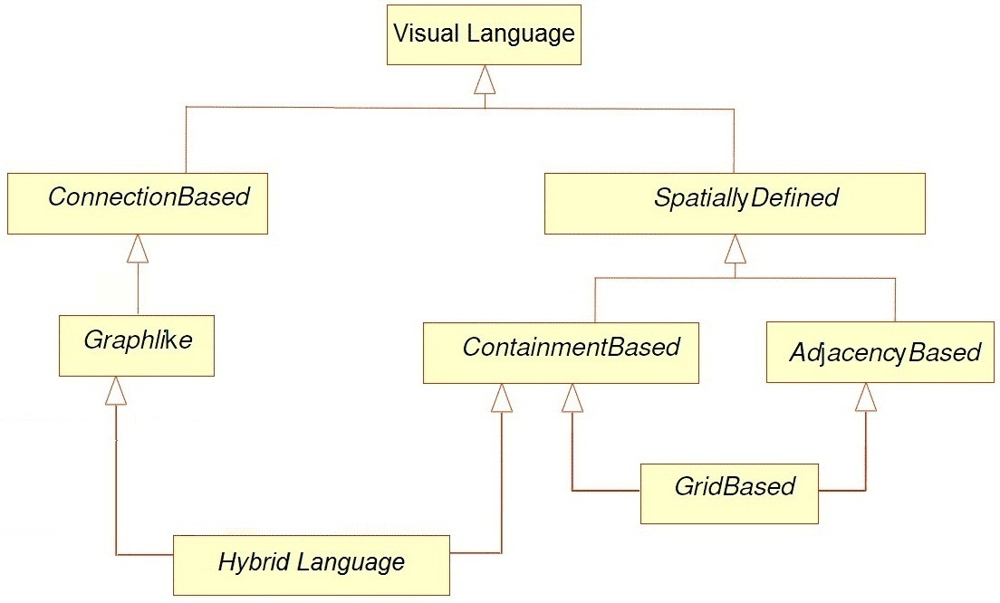 Visual Language
ConnectionBased
SpatiallyDefined
Graphlike
ContainmentBased
AdjacencyBased
GridBased
Hybrid Language